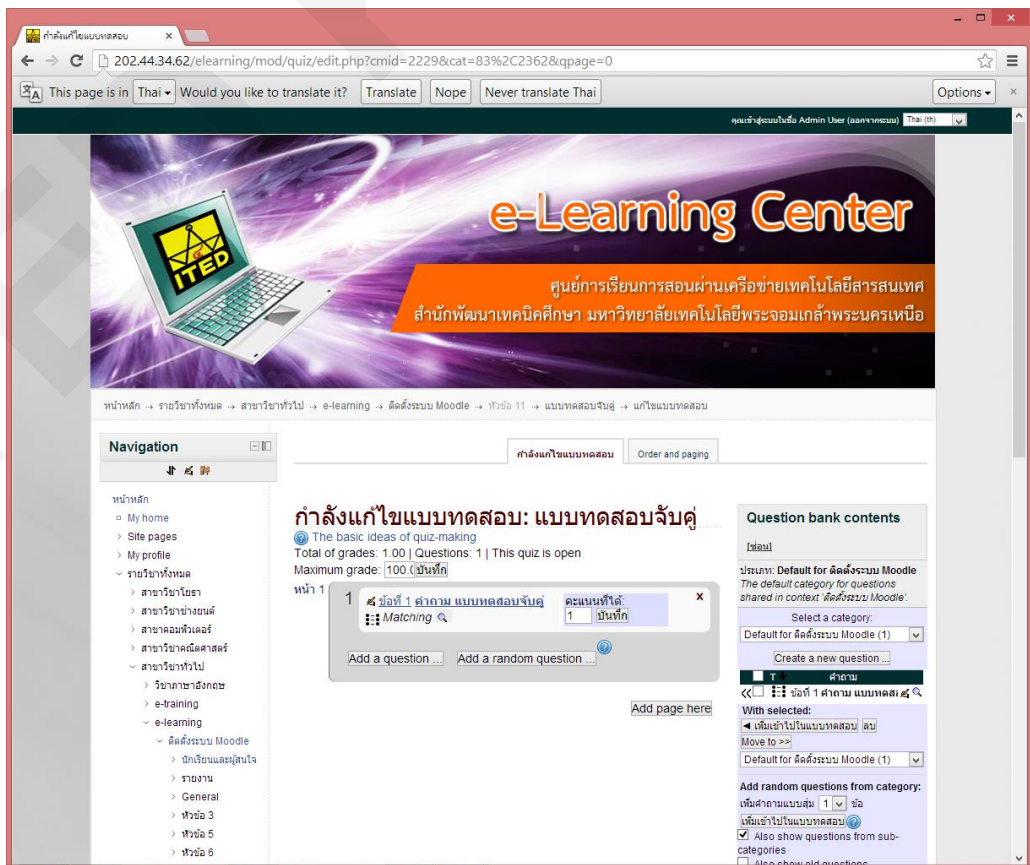 กำลังแก้ไขแบบทดสอบ
202.44.34.62/elearning/mod/quiz/edit.php?cmid=2229&cat=83%2C2362&qpage=0
This page is in Thai Would you like to translate it? Translate Nope Never translate Thai Options
คุณเข้าสู่ระบบในชื่อ Admin User (ออกจากระบบ) Thai (th)
e-Learning Center
ITED
ศูนย์การเรียนการสอนผ่านเครือข่ายเทคโนโลยีสารสนเทศ
สำนักพัฒนาเทคนิคศึกษา มหาวิทยาลัยเทคโนโลยีพระจอมเกล้าพระนครเหนือ
หน้าหลัก → รายวิชาทั้งหมด → สาขาวิชาทั่วไป → e-learning → ติดตั้งระบบ Moodle → หัวข้อ 11 → แบบทดสอบจับคู่ → แก้ไขแบบทดสอบ
Navigation
หน้าหลัก
My home
Site pages
My profile
รายวิชาทั้งหมด
สาขาวิชาโยธา
สาขาวิชาช่างยนต์
สาขาคอมพิวเตอร์
สาขาวิชาคณิตศาสตร์
สาขาวิชาทั่วไป
วิชาภาษาอังกฤษ
e-training
e-learning
ติดตั้งระบบ Moodle
นักเรียนและผู้สนใจ
รายงาน
General
หัวข้อ 3
หัวข้อ 5
หัวข้อ 6
กำลังแก้ไขแบบทดสอบ Order and paging
กำลังแก้ไขแบบทดสอบ: แบบทดสอบจับคู่
The basic ideas of quiz-making
Total of grades: 1.00 | Questions: 1 | This quiz is open
Maximum grade: 100.0 บันทึก
หน้า 1
1 ข้อที่ 1 คำถาม แบบทดสอบจับคู่ คะแนนที่ได้:
Matching 1 บันทึก
Add a question ... Add a random question ...
Add page here
Question bank contents
[ซ่อน]
ประเภท: Default for ติดตั้งระบบ Moodle
The default category for questions
shared in context 'ติดตั้งระบบ Moodle'.
Select a category:
Default for ติดตั้งระบบ Moodle (1)
Create a new question ...
T คำถาม
ข้อที่ 1 คำถาม แบบทดส
With selected:
◄ เพิ่มเข้าไปในแบบทดสอบ ลบ
Move to >>
Default for ติดตั้งระบบ Moodle (1)
Add random questions from category:
เพิ่มคำถามแบบสุ่ม 1 ข้อ
เพิ่มเข้าไปในแบบทดสอบ
Also show questions from sub-
categories
Also show old questions